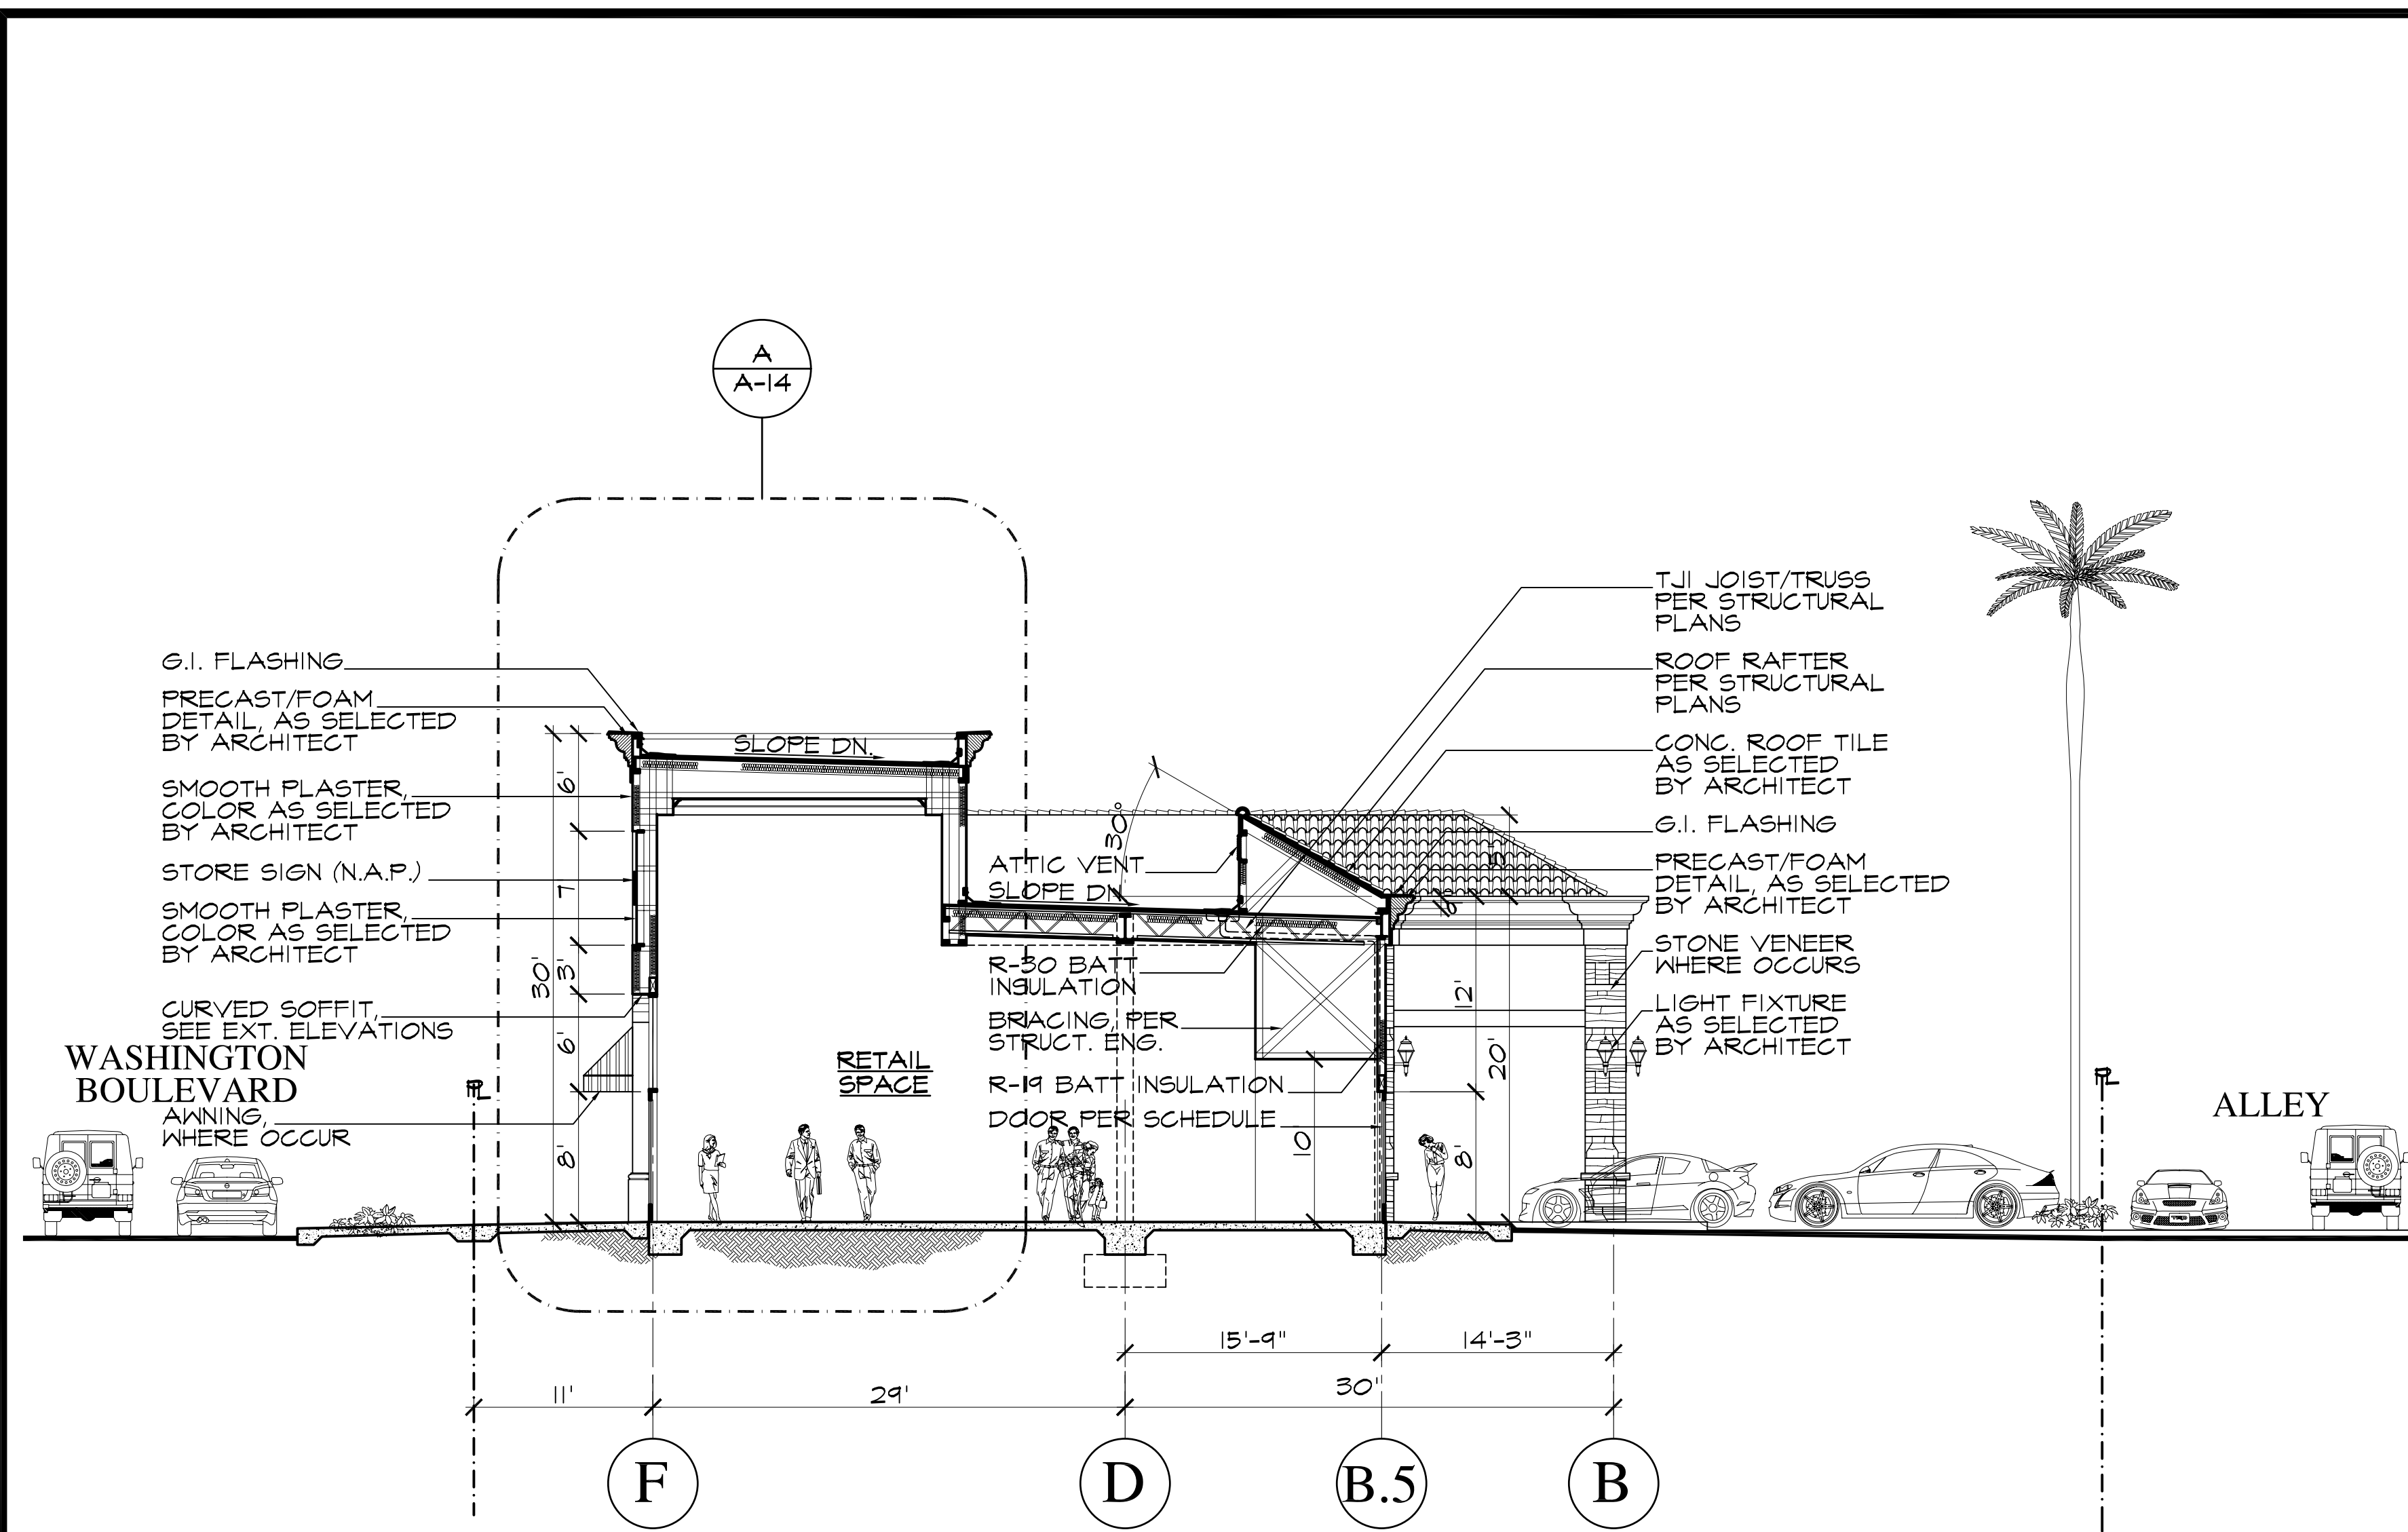 A
A-14
G.I. FLASHING
PRECAST/FOAM
DETAIL, AS SELECTED
BY ARCHITECT
SMOOTH PLASTER,
COLOR AS SELECTED
BY ARCHITECT
STORE SIGN (N.A.P.)
SMOOTH PLASTER,
COLOR AS SELECTED
BY ARCHITECT
CURVED SOFFIT,
SEE EXT. ELEVATIONS
WASHINGTON
BOULEVARD
AWNING,
WHERE OCCUR
PL
30'
6'
7'
3'
6'
8'
SLOPE DN.
RETAIL
SPACE
30°
ATTIC VENT
SLOPE DN.
R-30 BATT
INSULATION
BRACING, PER
STRUCT. ENG.
R-19 BATT INSULATION
DOOR PER SCHEDULE
10'
TJI JOIST/TRUSS
PER STRUCTURAL
PLANS
ROOF RAFTER
PER STRUCTURAL
PLANS
CONC. ROOF TILE
AS SELECTED
BY ARCHITECT
G.I. FLASHING
PRECAST/FOAM
DETAIL, AS SELECTED
BY ARCHITECT
STONE VENEER
WHERE OCCURS
LIGHT FIXTURE
AS SELECTED
BY ARCHITECT
5'
12'
20'
8'
PL
ALLEY
15'-9"
14'-3"
11'
29'
30'
F
D
B.5
B